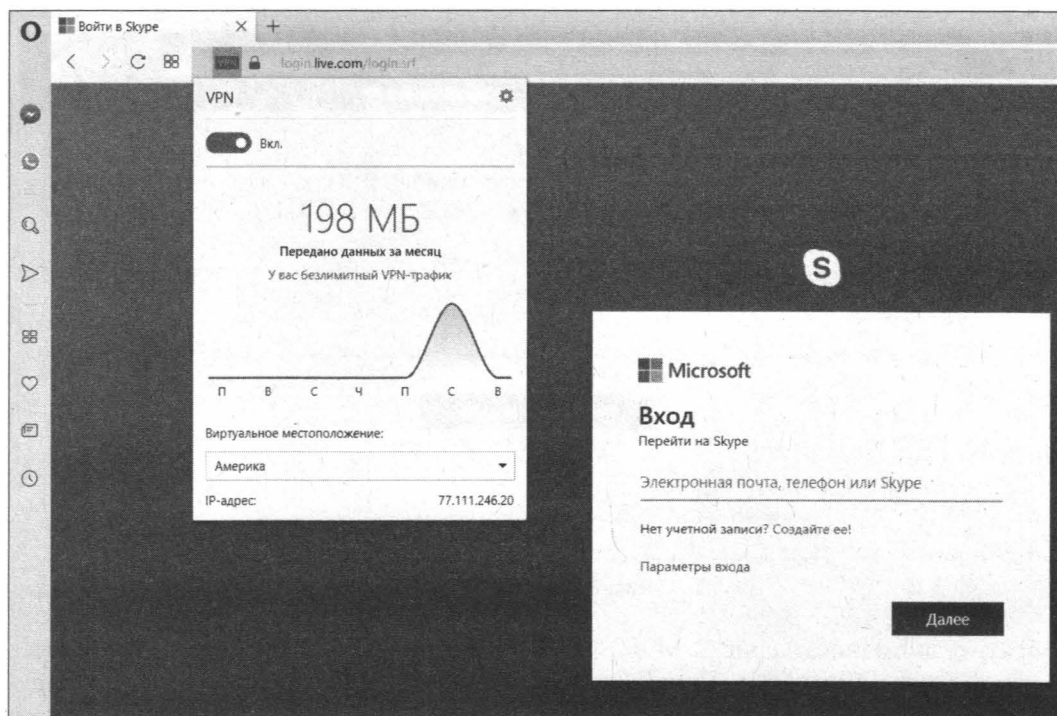 Войти в Skype
VPN
login.live.com/login.srf
VPN
Вкл.
198 МБ
Передано данных за месяц
У вас безлимитный VPN-трафик
П В С Ч П С В
Виртуальное местоположение:
Америка
IP-адрес: 77.111.246.20
S
Microsoft
Вход
Перейти на Skype
Электронная почта, телефон или Skype
Нет учетной записи? Создайте ее!
Параметры входа
Далее